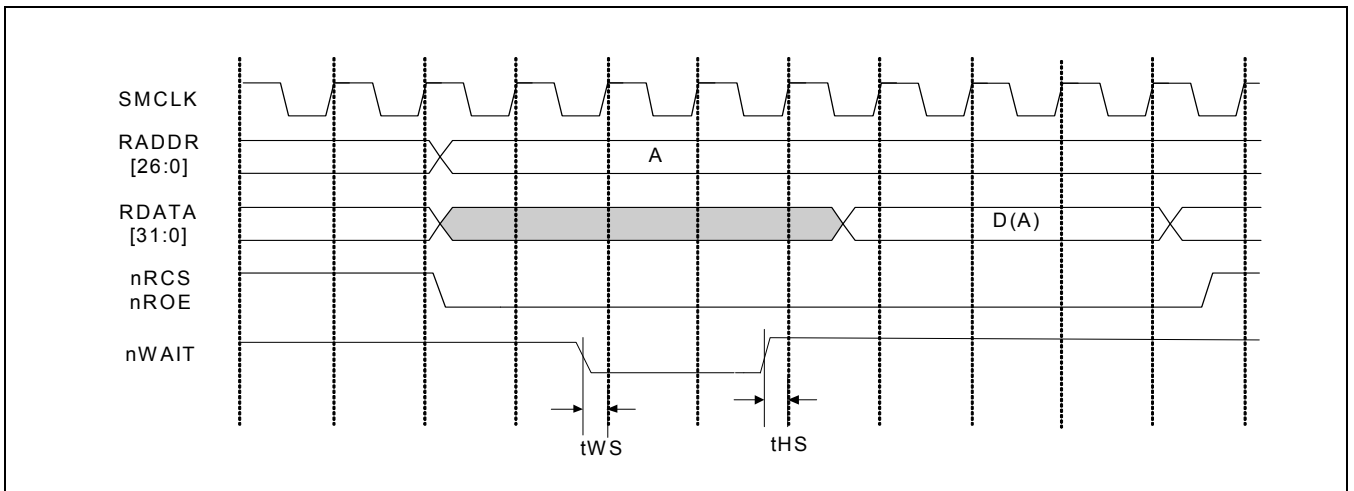 SMCLK
RADDR
[26:0]
A
RDATA
[31:0]
D(A)
nRCS
nROE
nWAIT
tWS
tHS